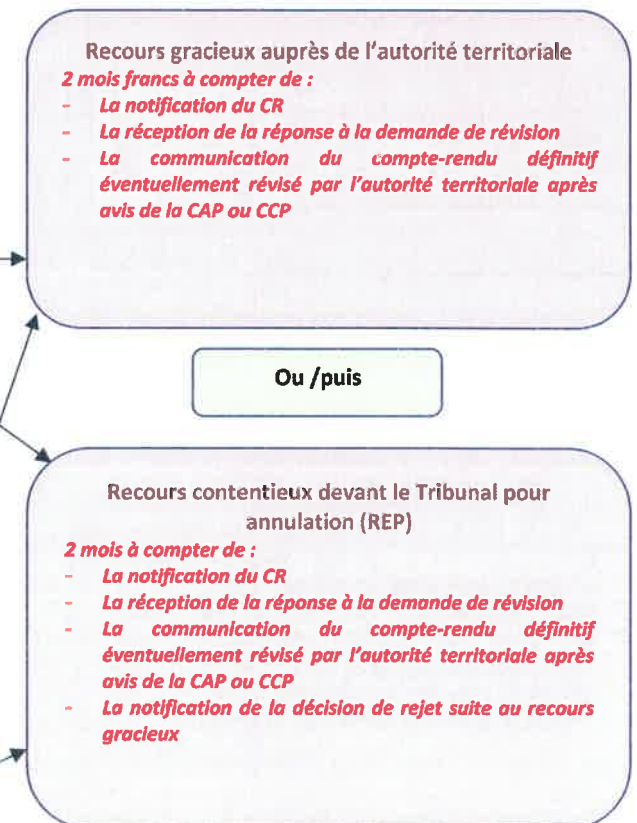 Recours gracieux auprès de l'autorité territoriale
2 mois francs à compter de :
- La notification du CR
- La réception de la réponse à la demande de révision
- La communication du compte-rendu définitif
éventuellement révisé par l'autorité territoriale après
avis de la CAP ou CCP
Ou /puis
Recours contentieux devant le Tribunal pour
annulation (REP)
2 mois à compter de :
- La notification du CR
- La réception de la réponse à la demande de révision
- La communication du compte-rendu définitif
éventuellement révisé par l'autorité territoriale après
avis de la CAP ou CCP
- La notification de la décision de rejet suite au recours
gracieux